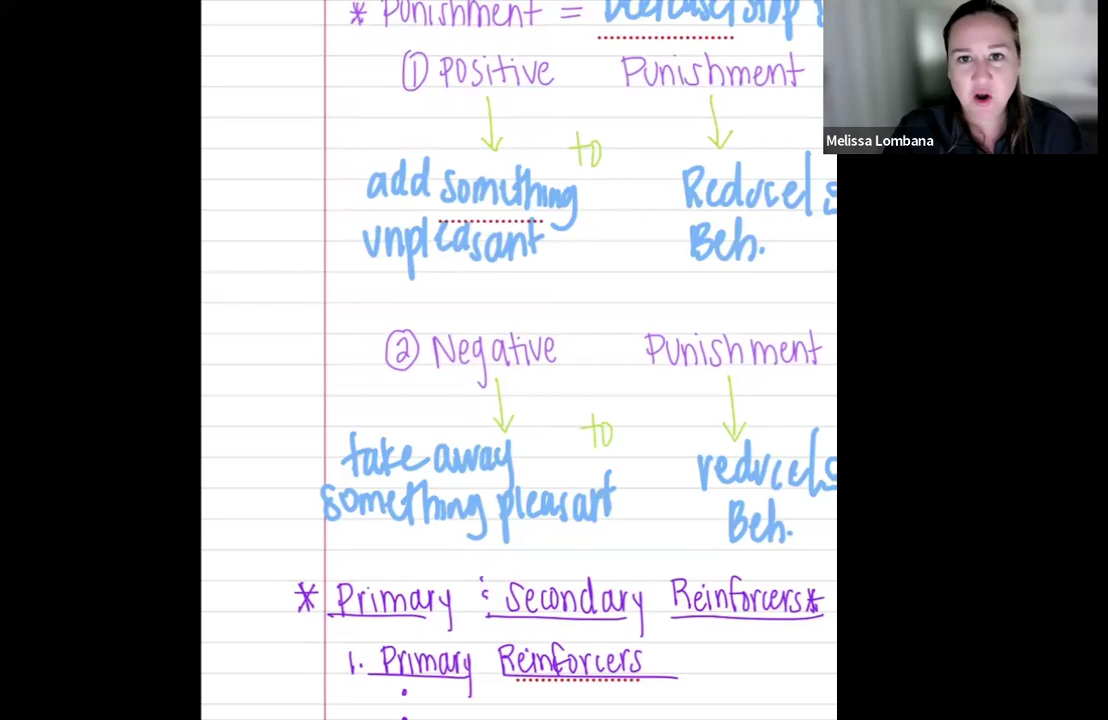 * Punishment =
① Positive Punishment
Melissa Lombana
to
add something Reduce|
unpleasant Beh.
② Negative Punishment
to
take away reduce|
something pleasant Beh.
* Primary & Secondary Reinforcers*
1. Primary Reinforcers